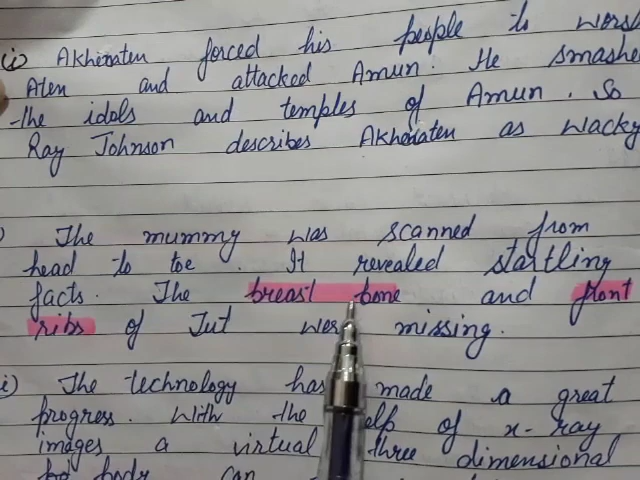 (i) Akhenaten forced his people to
Aten and attacked Amun. He
the idols and temples of Amun. So
Ray Johnson describes Akhenaten as wacky
The mummy was scanned from
head to toe. It revealed startling
facts. The breast bone and front
ribs of Tut were missing.
i) The technology has made a great
progress. With the help of x-ray
images a virtual three dimensional
body can